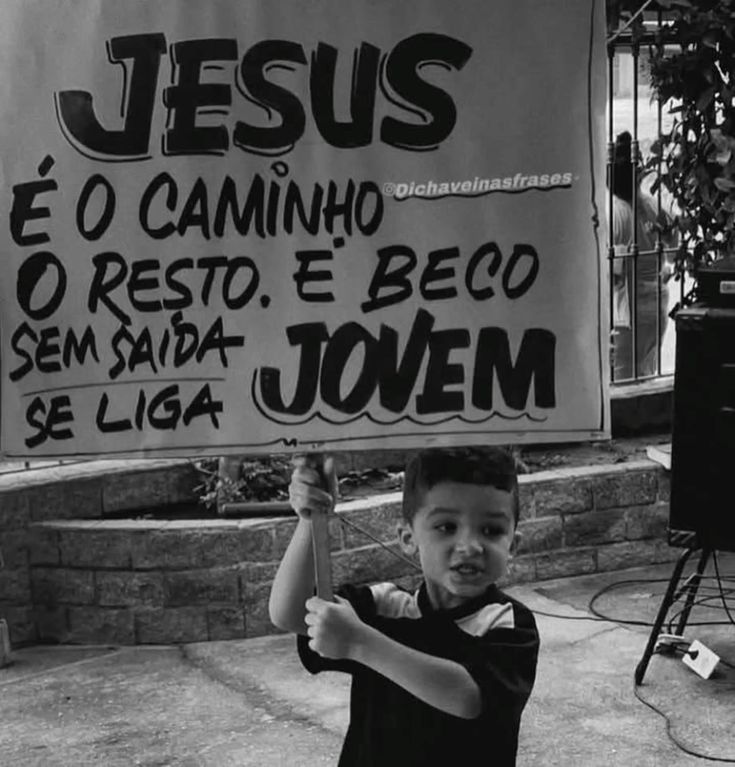 JESUS
É O CAMINHO
©Dichaveinasfrases
O RESTO. E BECO
SEM SAIDA
SE LIGA JOVEM